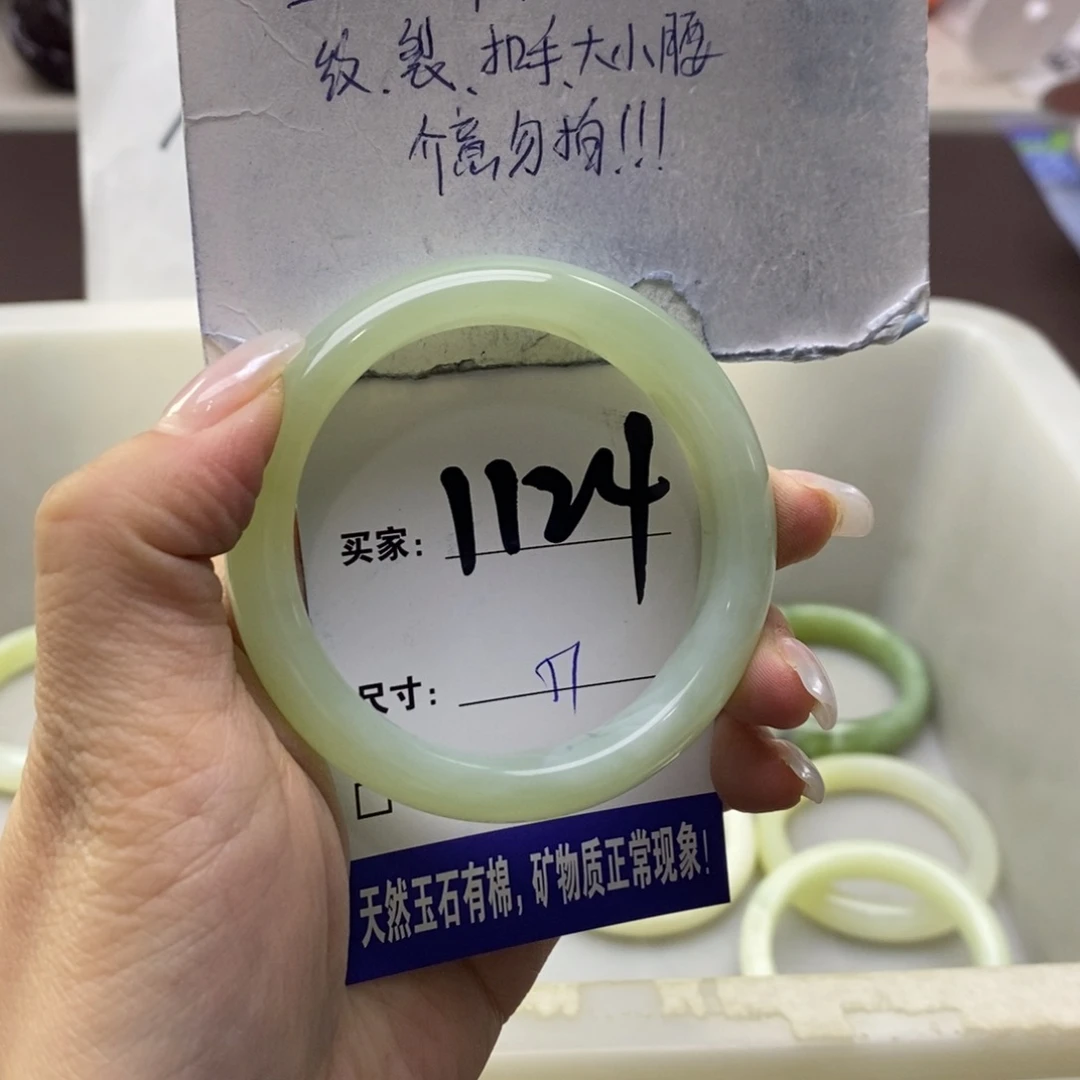 纹.裂、扣手、大小腰
介意勿拍!!!
买家: 1124
尺寸:
天然玉石有棉,矿物质正常现象!